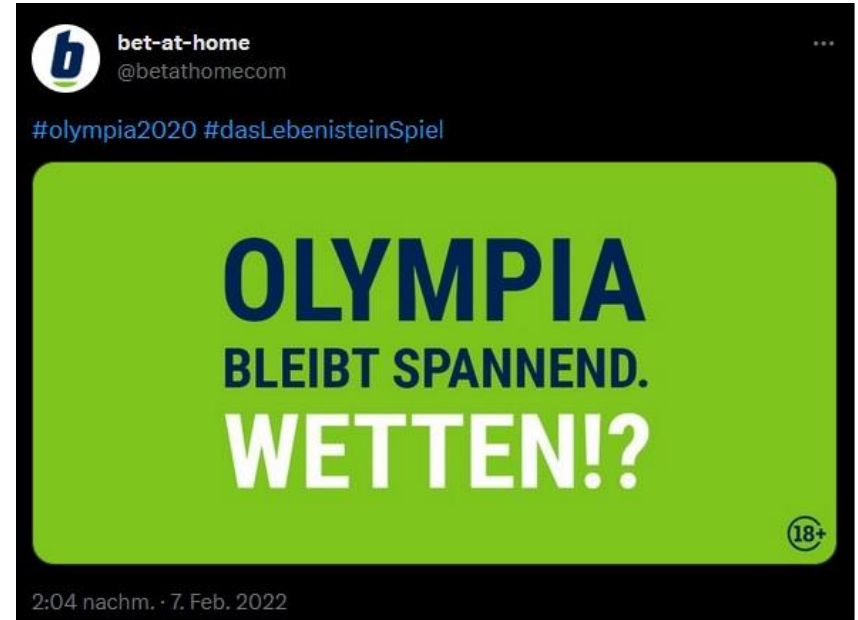 bet-at-home
@betathomecom
#olympia2020 #dasLebenisteinSpiel
OLYMPIA
BLEIBT SPANNEND.
WETTEN!?
18+
2:04 nachm. · 7. Feb. 2022